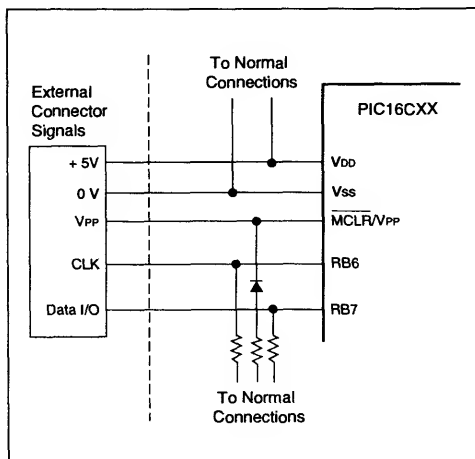 To Normal
Connections
External
Connector
Signals
PIC16CXX
+ 5V
VDD
0 V
VSS
VPP
MCLR/VPP
CLK
RB6
Data I/O
RB7
To Normal
Connections